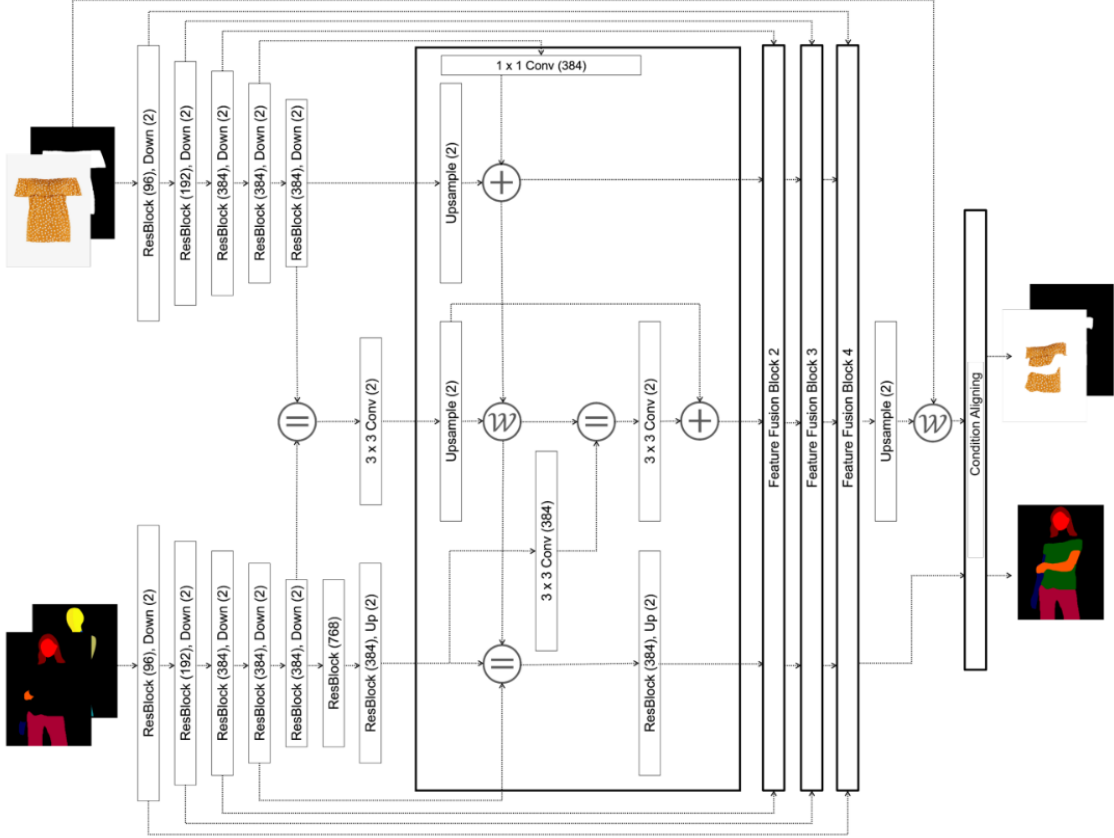 ResBlock (96), Down (2)
ResBlock (192), Down (2)
ResBlock (384), Down (2)
ResBlock (384), Down (2)
ResBlock (384), Down (2)
1 x 1 Conv (384)
Upsample (2)
+
=
3 x 3 Conv (2)
Upsample (2)
W
=
3 x 3 Conv (2)
+
3 x 3 Conv (384)
ResBlock (96), Down (2)
ResBlock (192), Down (2)
ResBlock (384), Down (2)
ResBlock (384), Down (2)
ResBlock (384), Down (2)
ResBlock (768)
ResBlock (384), Up (2)
=
ResBlock (384), Up (2)
Feature Fusion Block 2
Feature Fusion Block 3
Feature Fusion Block 4
Upsample (2)
W
Condition Aligning